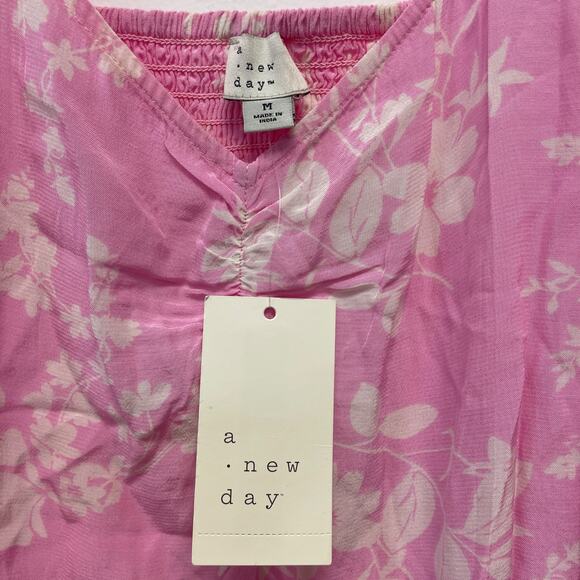 a
· new
day™
M
MADE IN
INDIA
a
· new
day™